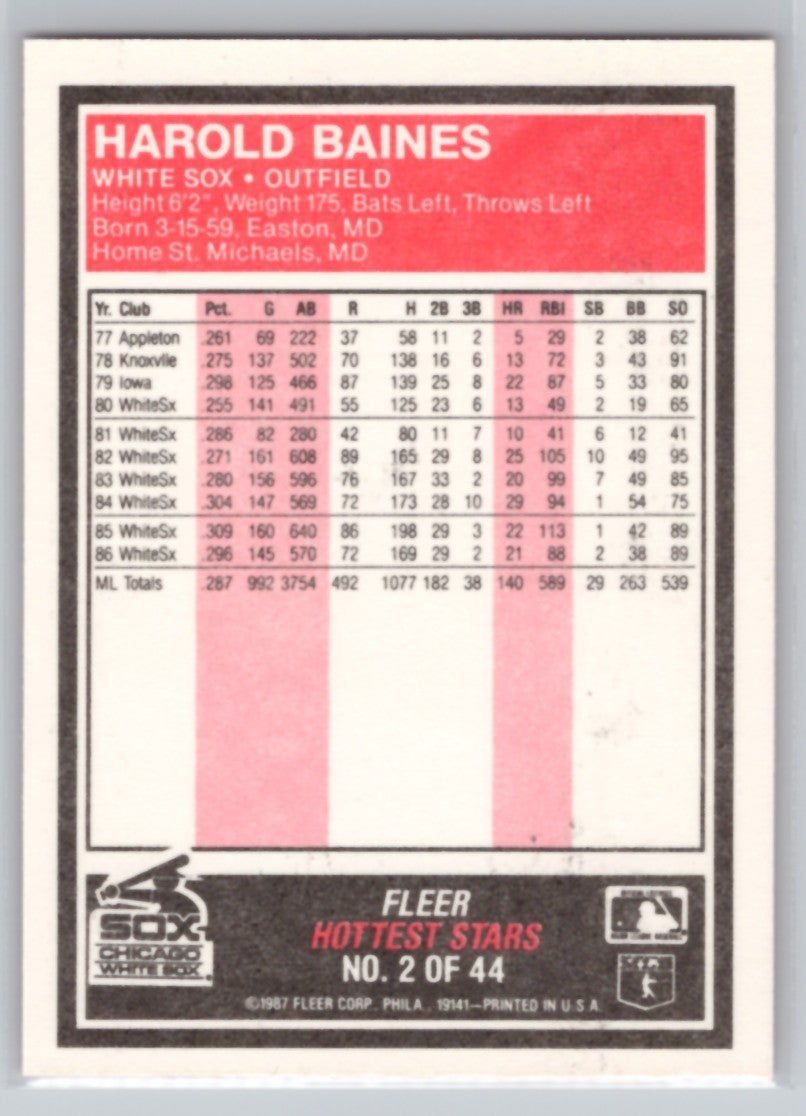 HAROLD BAINES
WHITE SOX • OUTFIELD
Height 6'2", Weight 175, Bats Left, Throws Left
Born 3-15-59, Easton, MD
Home St. Michaels, MD
Yr. Club Pct. G AB R H 2B 3B HR RBI SB BB SO
77 Appleton .261 69 222 37 58 11 2 5 29 2 38 62
78 Knoxvlle .275 137 502 70 138 16 6 13 72 3 43 91
79 Iowa .298 125 466 87 139 25 8 22 87 5 33 80
80 WhiteSx .255 141 491 55 125 23 6 13 49 2 19 65
81 WhiteSx .286 82 280 42 80 11 7 10 41 6 12 41
82 WhiteSx .271 161 608 89 165 29 8 25 105 10 49 95
83 WhiteSx .280 156 596 76 167 33 2 20 99 7 49 85
84 WhiteSx .304 147 569 72 173 28 10 29 94 1 54 75
85 WhiteSx .309 160 640 86 198 29 3 22 113 1 42 89
86 WhiteSx .296 145 570 72 169 29 2 21 88 2 38 89
ML Totals .287 992 3754 492 1077 182 38 140 589 29 263 539
SOX
CHICAGO
WHITE SOX
FLEER
HOTTEST STARS
NO. 2 OF 44
©1987 FLEER CORP. PHILA., 19141—PRINTED IN U.S.A.